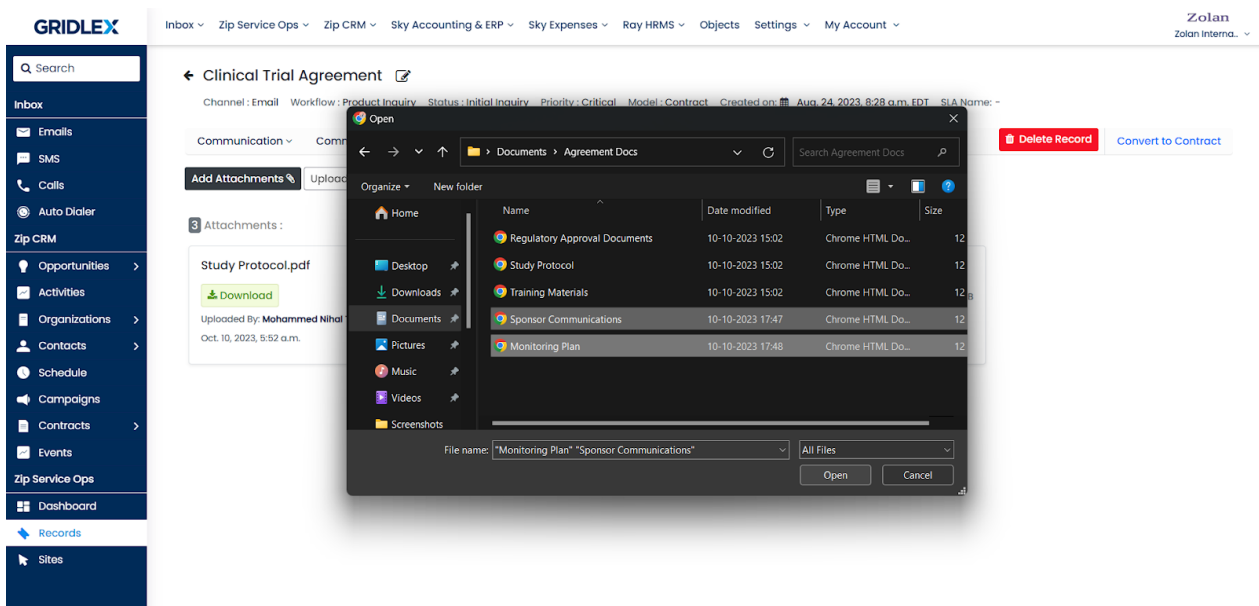 GRIDLEX
Inbox Zip Service Ops Zip CRM Sky Accounting & ERP Sky Expenses Ray HRMS Objects Settings My Account
Zolan
Zolan Interna..
Search
Inbox
Emails
SMS
Calls
Auto Dialer
Zip CRM
Opportunities
Activities
Organizations
Contacts
Schedule
Campaigns
Contracts
Events
Zip Service Ops
Dashboard
Records
Sites
Clinical Trial Agreement
Channel : Email Workflow : Product Inquiry Status : Initial Inquiry Priority : Critical Model : Contract Created on: Aug. 24, 2023, 8:28 a.m. EDT SLA Name: -
Communication
Delete Record
Convert to Contract
Add Attachments
3 Attachments :
Study Protocol.pdf
Download
Uploaded By: Mohammed Nihal
Oct. 10, 2023, 5:52 a.m.
Open
Documents > Agreement Docs
Search Agreement Docs
Organize New folder
Home
Desktop
Downloads
Documents
Pictures
Music
Videos
Screenshots
Name Date modified Type Size
Regulatory Approval Documents 10-10-2023 15:02 Chrome HTML Do... 12
Study Protocol 10-10-2023 15:02 Chrome HTML Do... 12
Training Materials 10-10-2023 15:02 Chrome HTML Do... 12
Sponsor Communications 10-10-2023 17:47 Chrome HTML Do... 12
Monitoring Plan 10-10-2023 17:48 Chrome HTML Do... 12
File name: "Monitoring Plan" "Sponsor Communications"
All Files
Open Cancel